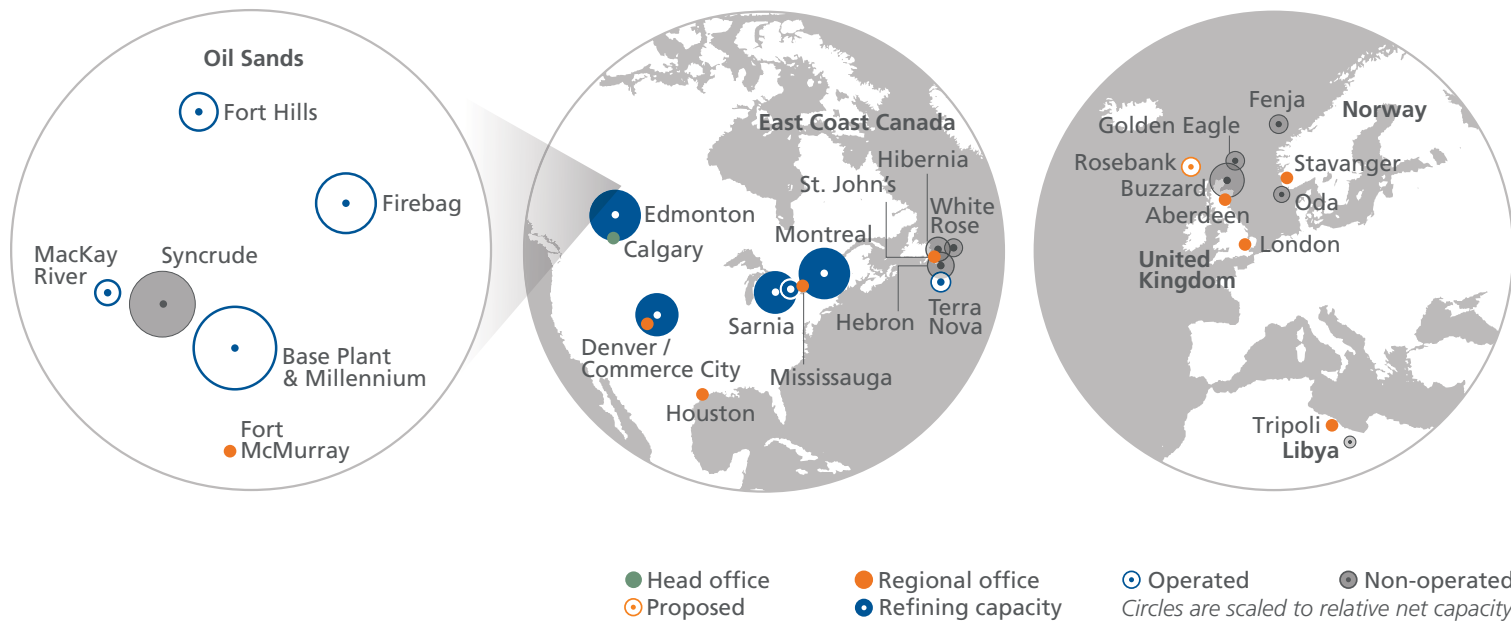 Oil Sands
Fort Hills
Firebag
MacKay
River
Syncrude
Base Plant
& Millennium
Fort
McMurray
East Coast Canada
Hibernia
St. John's
White
Rose
Edmonton
Calgary
Montreal
Sarnia
Hebron
Terra
Nova
Denver /
Commerce City
Mississauga
Houston
Fenja
Norway
Golden Eagle
Rosebank
Stavanger
Buzzard
Oda
Aberdeen
London
United
Kingdom
Tripoli
Libya
Head office
Regional office
Operated
Non-operated
Proposed
Refining capacity
Circles are scaled to relative net capacity